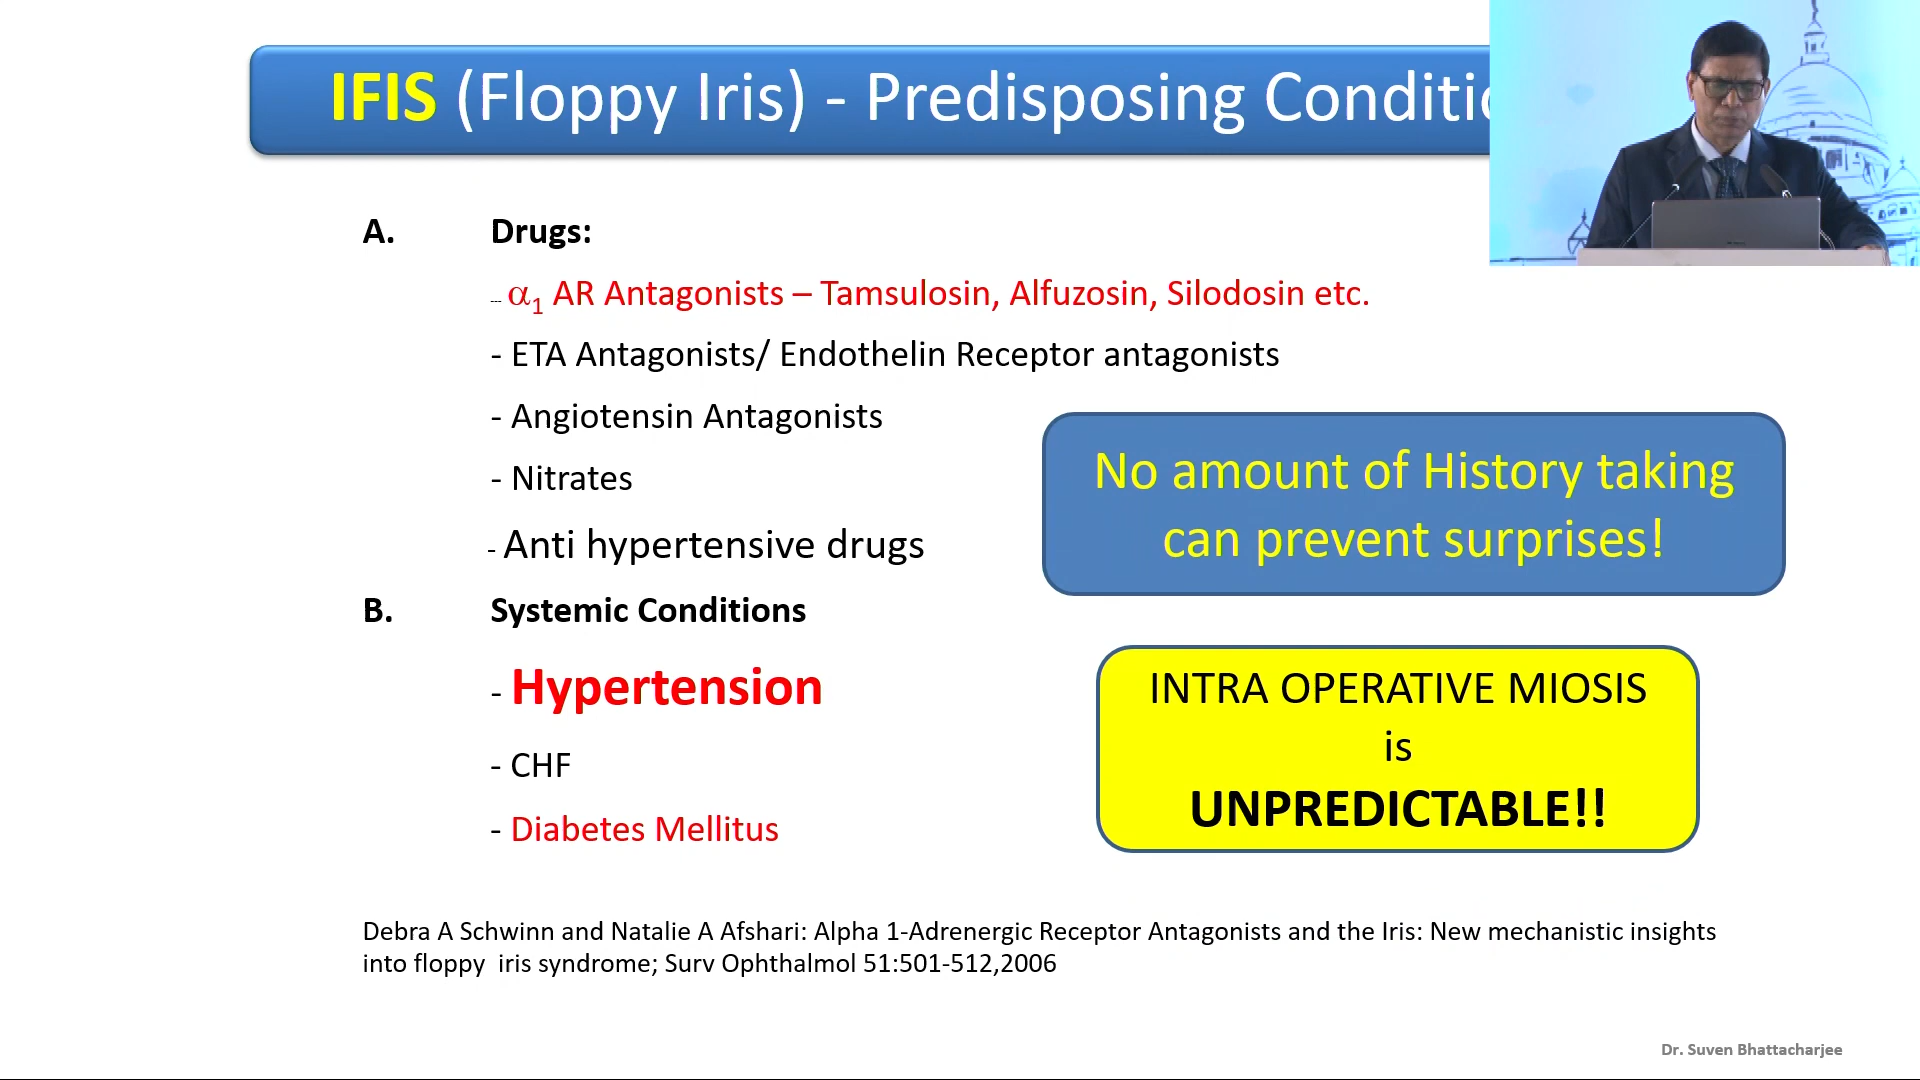 IFIS (Floppy Iris) - Predisposing Conditi
A. Drugs:
- α1 AR Antagonists – Tamsulosin, Alfuzosin, Silodosin etc.
- ETA Antagonists/ Endothelin Receptor antagonists
- Angiotensin Antagonists
- Nitrates
- Anti hypertensive drugs
No amount of History taking
can prevent surprises!
B. Systemic Conditions
- Hypertension
- CHF
- Diabetes Mellitus
INTRA OPERATIVE MIOSIS
is
UNPREDICTABLE!!
Debra A Schwinn and Natalie A Afshari: Alpha 1-Adrenergic Receptor Antagonists and the Iris: New mechanistic insights
into floppy iris syndrome; Surv Ophthalmol 51:501-512,2006
Dr. Suven Bhattacharjee